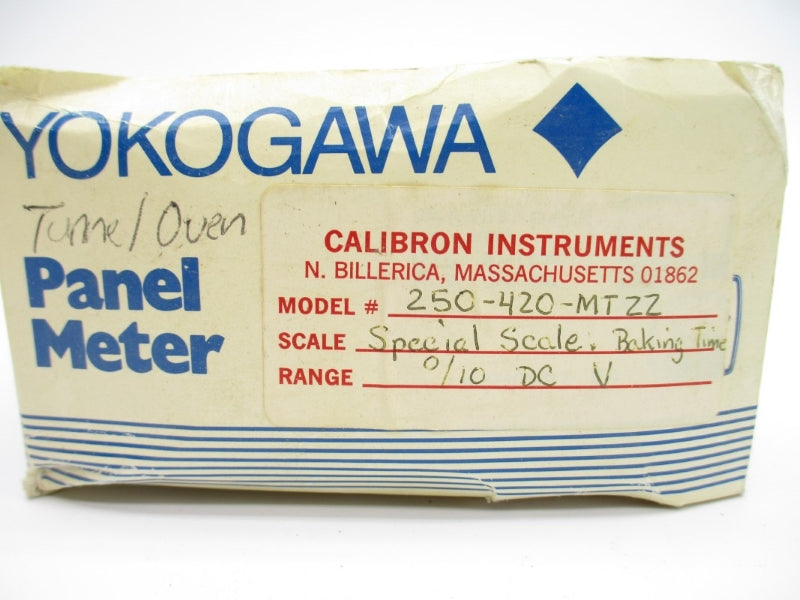 YOKOGAWA
Tunnel Oven
Panel
Meter
CALIBRON INSTRUMENTS
N. BILLERICA, MASSACHUSETTS 01862
MODEL # 250-420-MTZZ
SCALE Special Scale. Baking Time
RANGE 0/10 DC V